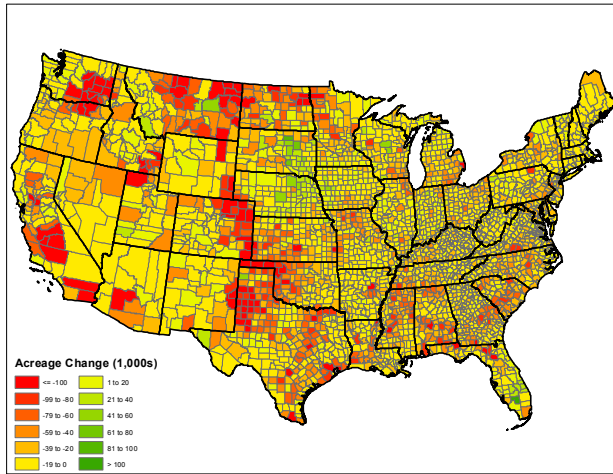 Acreage Change (1,000s)
<= -100
1 to 20
-99 to -80
21 to 40
-79 to -60
41 to 60
-59 to -40
61 to 80
-39 to -20
81 to 100
-19 to 0
> 100